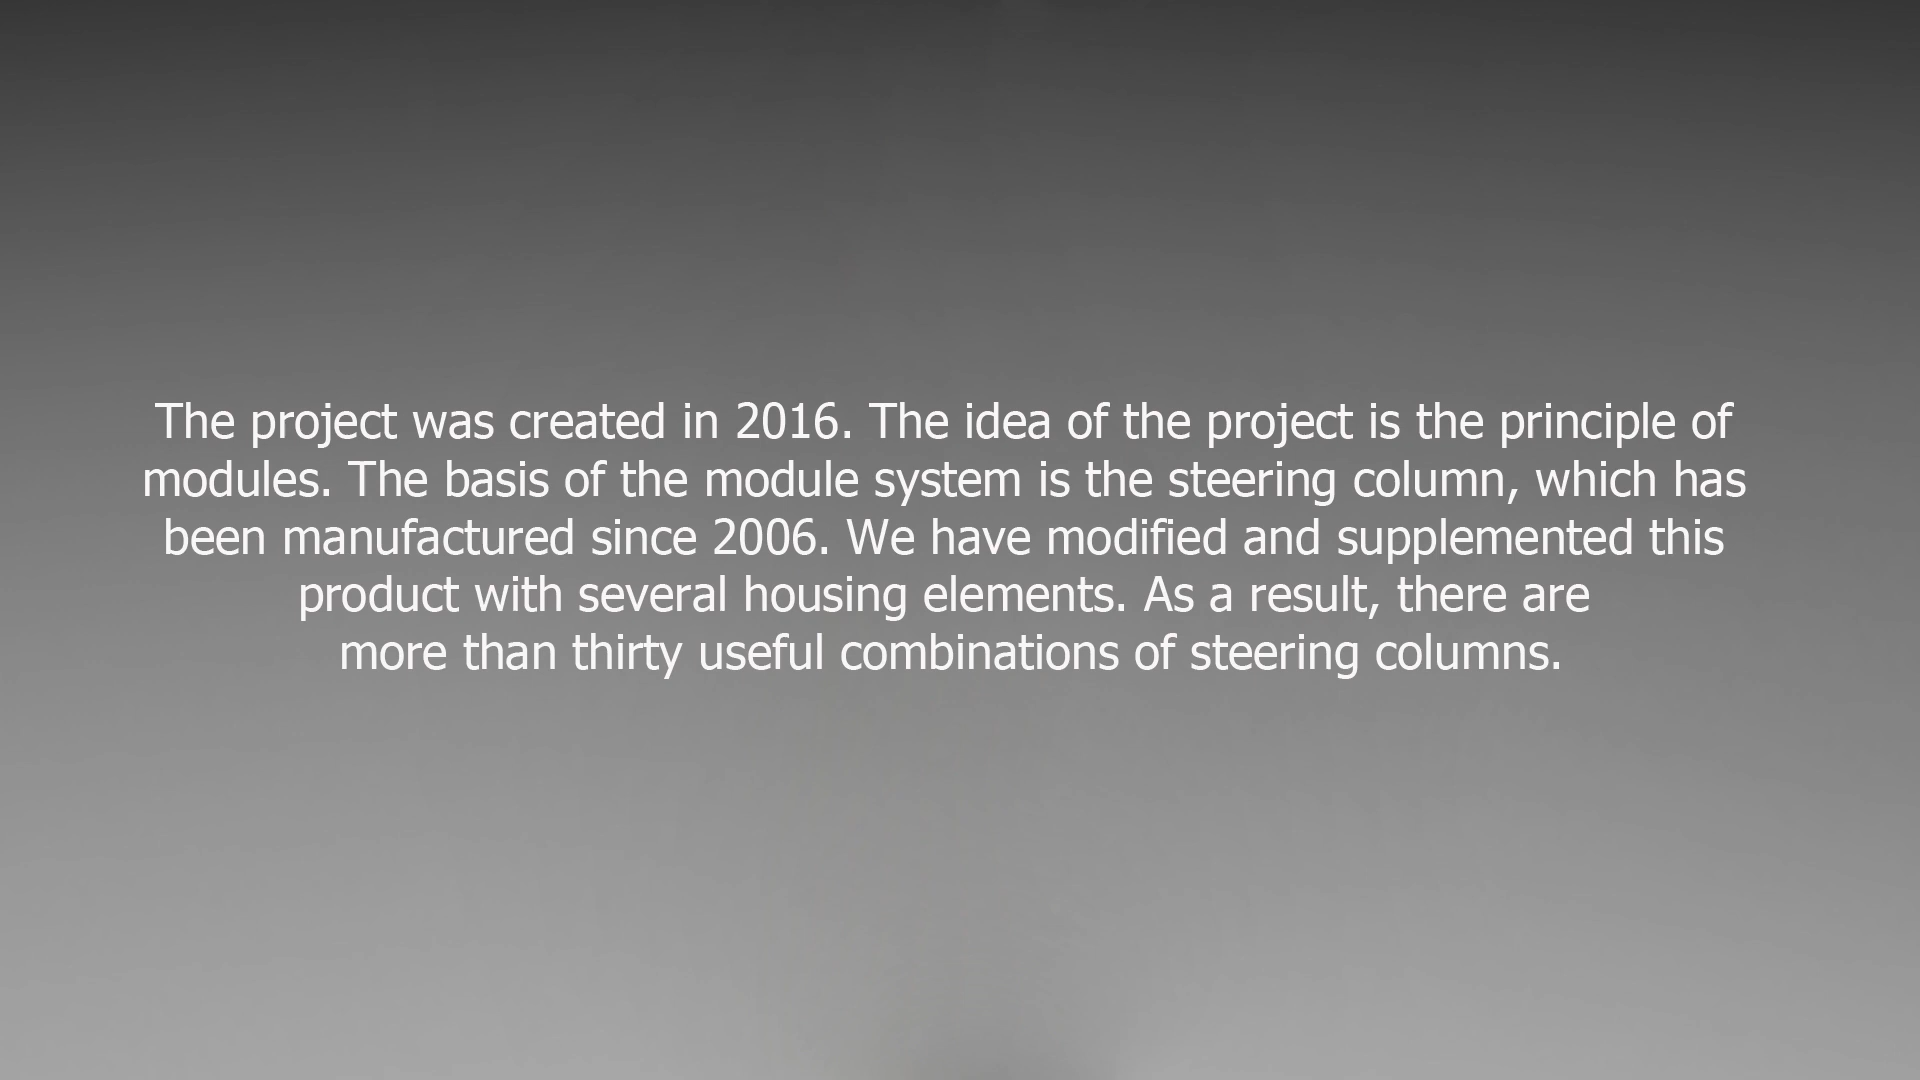 The project was created in 2016. The idea of the project is the principle of
modules. The basis of the module system is the steering column, which has
been manufactured since 2006. We have modified and supplemented this
product with several housing elements. As a result, there are
more than thirty useful combinations of steering columns.